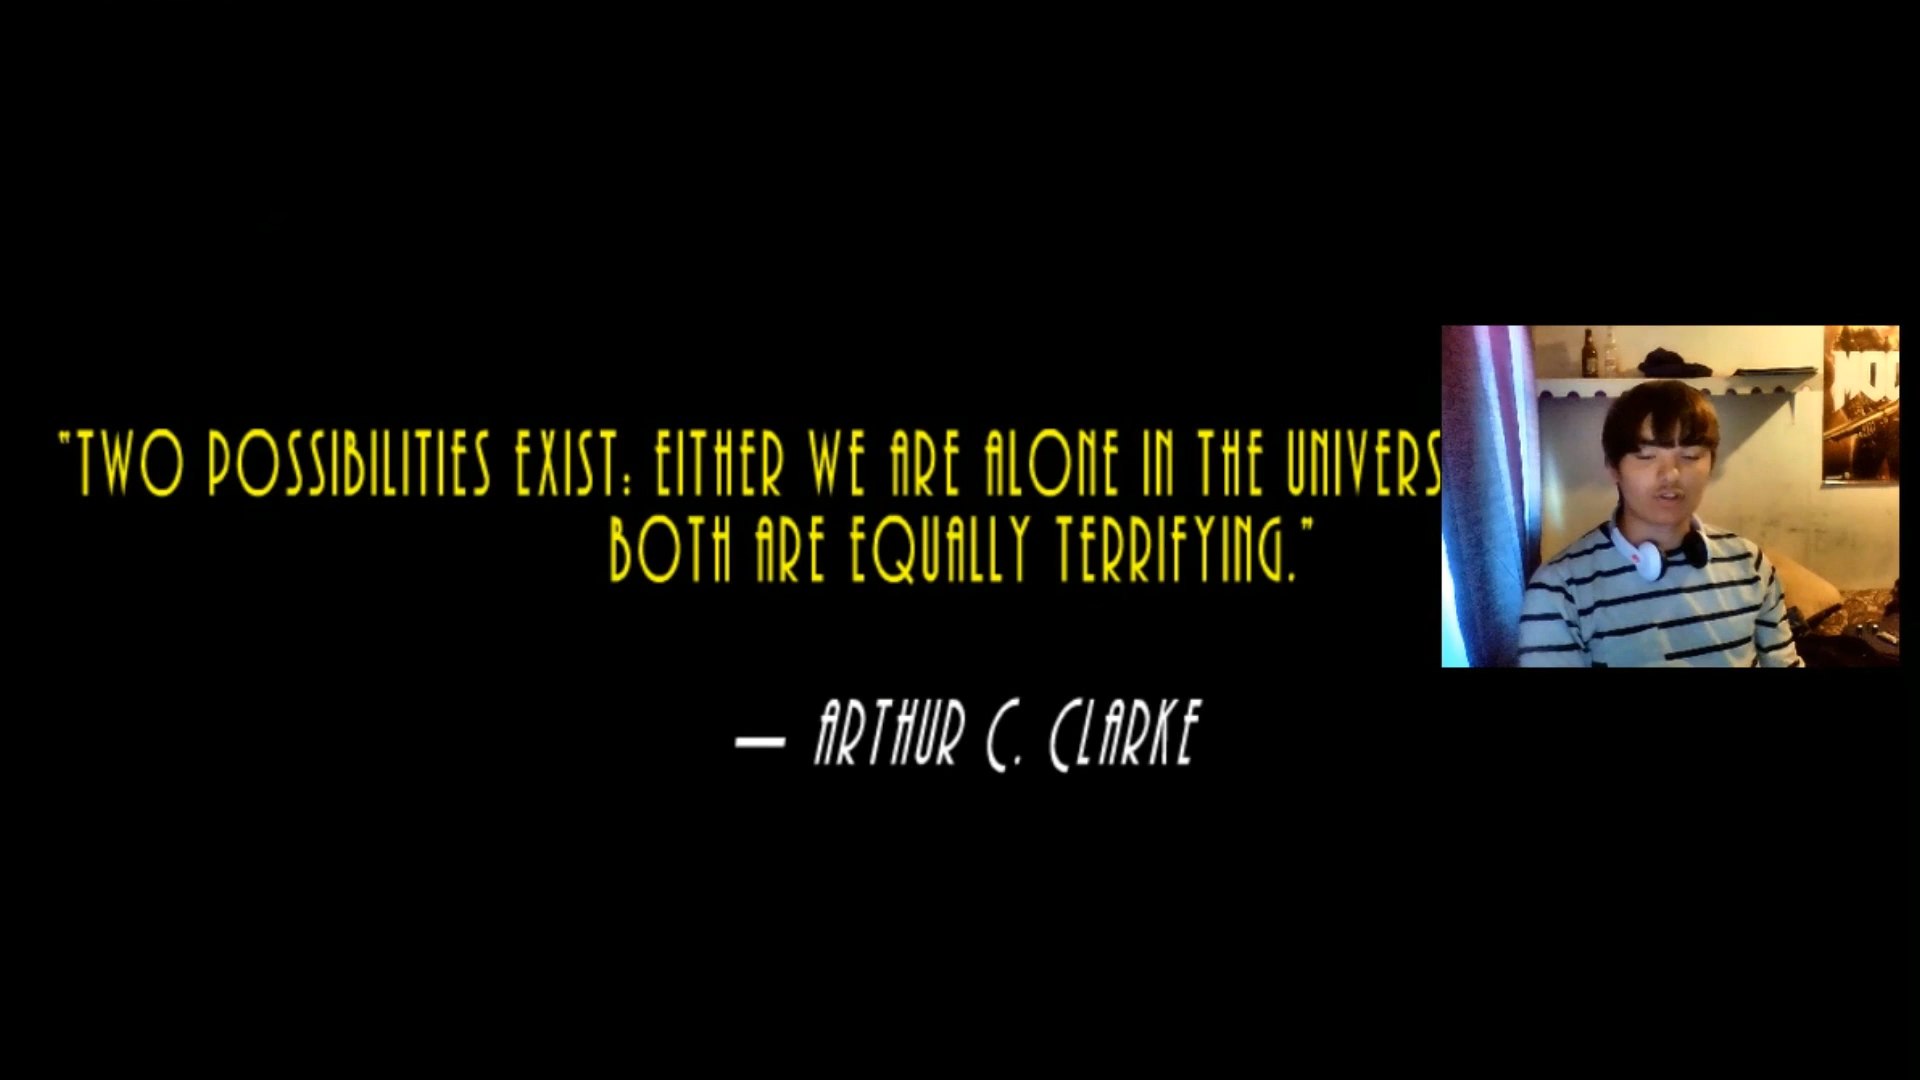 "TWO POSSIBILITIES EXIST: EITHER WE ARE ALONE IN THE UNIVERS
BOTH ARE EQUALLY TERRIFYING."
— ARTHUR C. CLARKE